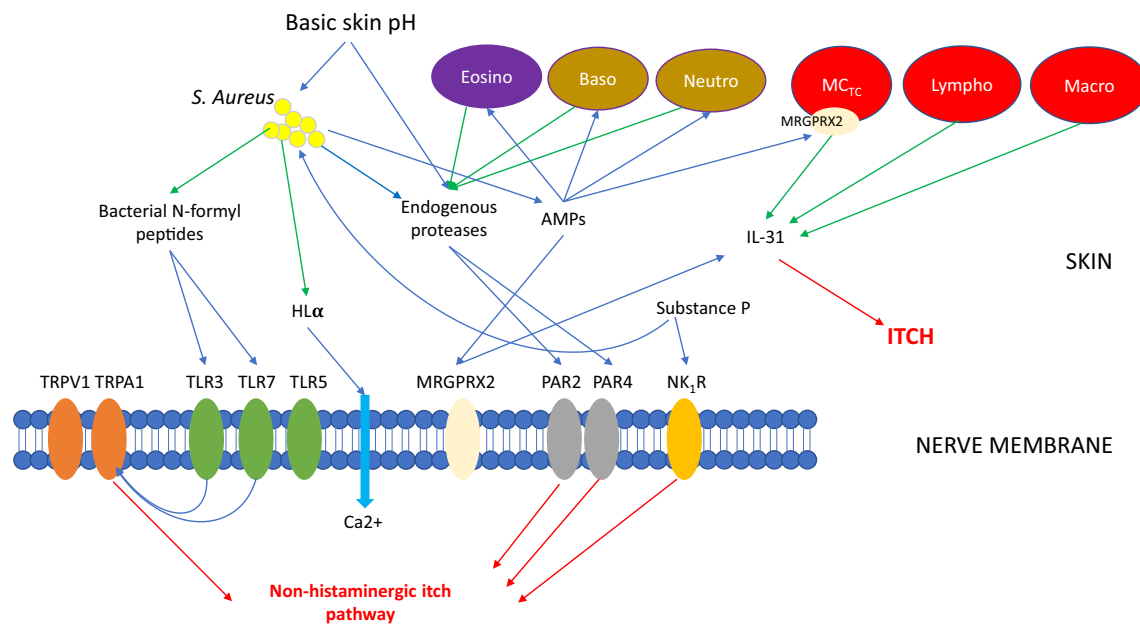 Basic skin pH
Eosino
Baso
Neutro
MC_TC
Lympho
Macro
S. Aureus
MRGPRX2
Bacterial N-formyl
peptides
Endogenous
proteases
AMPs
IL-31
SKIN
HLα
Substance P
ITCH
TRPV1 TRPA1
TLR3
TLR7
TLR5
MRGPRX2
PAR2
PAR4
NK₁R
NERVE MEMBRANE
Ca2+
Non-histaminergic itch
pathway